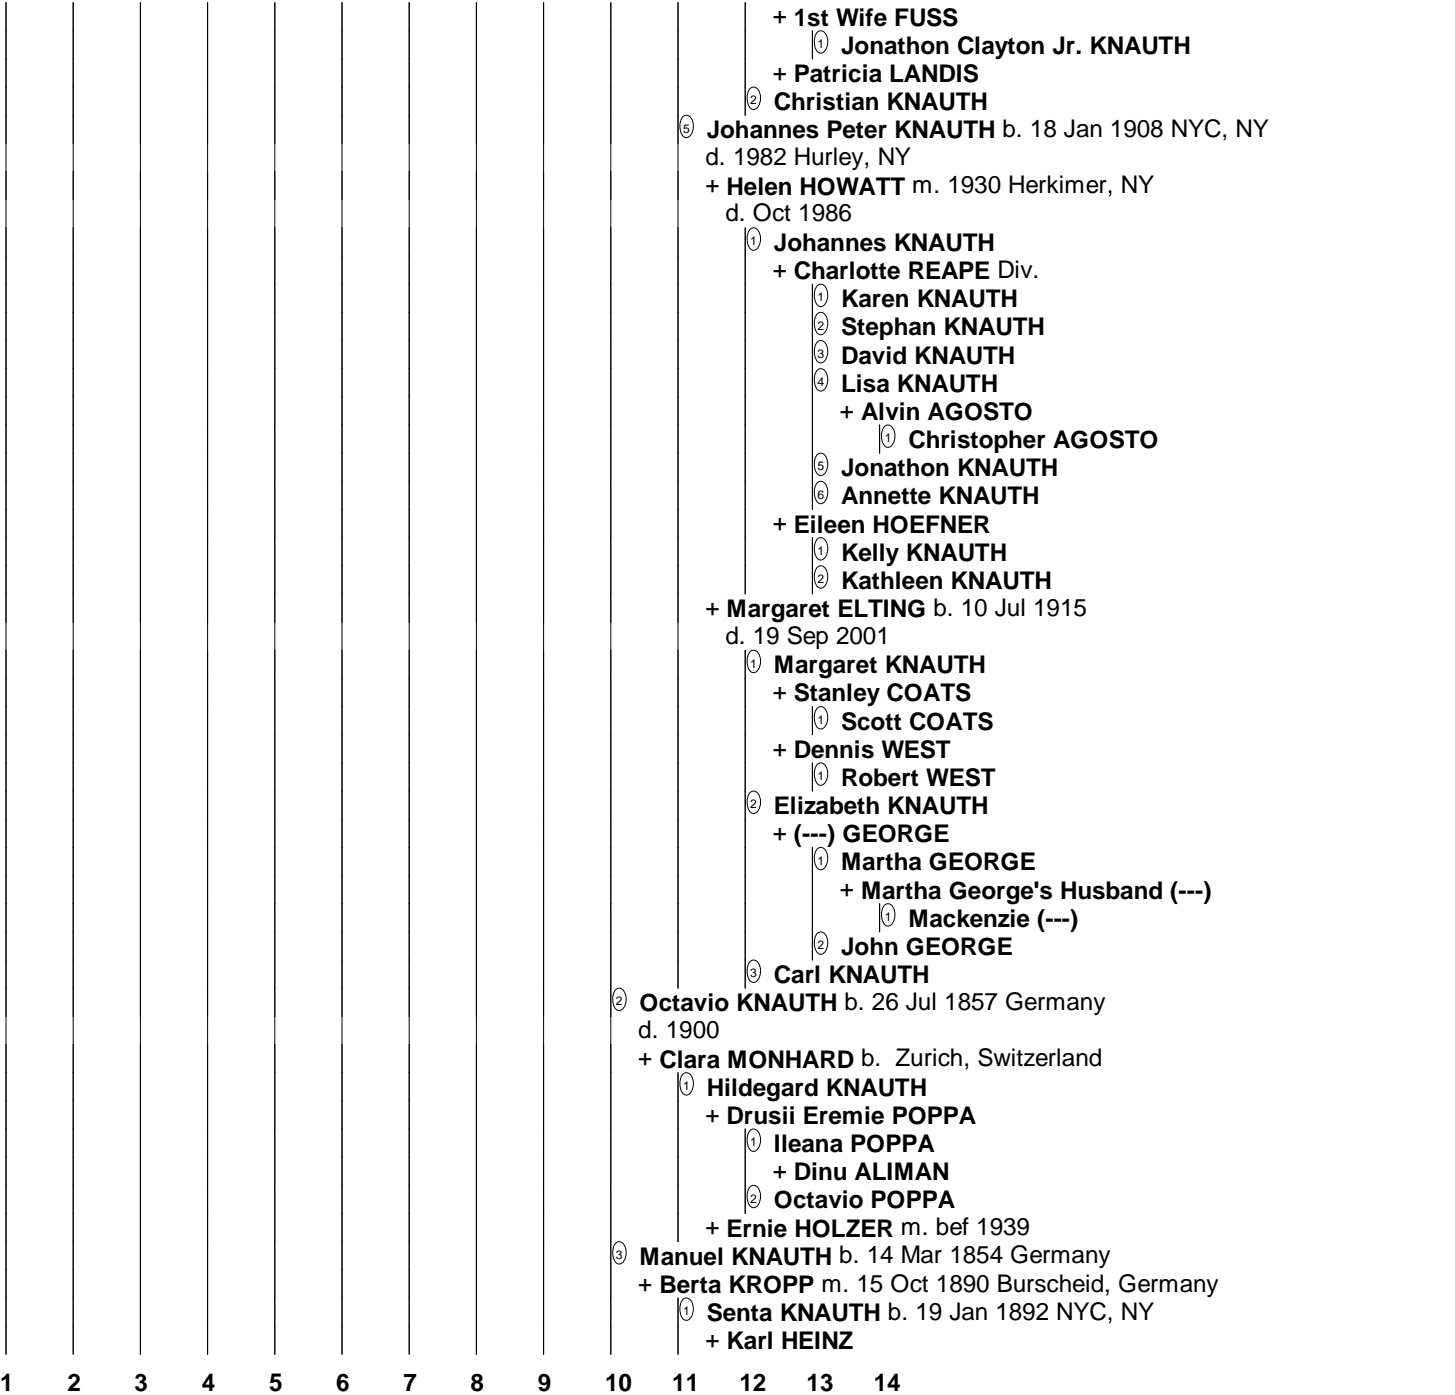 + 1st Wife FUSS
1 Jonathon Clayton Jr. KNAUTH
+ Patricia LANDIS
2 Christian KNAUTH
5 Johannes Peter KNAUTH b. 18 Jan 1908 NYC, NY
d. 1982 Hurley, NY
+ Helen HOWATT m. 1930 Herkimer, NY
d. Oct 1986
1 Johannes KNAUTH
+ Charlotte REAPE Div.
1 Karen KNAUTH
2 Stephan KNAUTH
3 David KNAUTH
4 Lisa KNAUTH
+ Alvin AGOSTO
1 Christopher AGOSTO
5 Jonathon KNAUTH
6 Annette KNAUTH
+ Eileen HOEFNER
1 Kelly KNAUTH
2 Kathleen KNAUTH
+ Margaret ELTING b. 10 Jul 1915
d. 19 Sep 2001
1 Margaret KNAUTH
+ Stanley COATS
1 Scott COATS
+ Dennis WEST
1 Robert WEST
2 Elizabeth KNAUTH
+ (---) GEORGE
1 Martha GEORGE
+ Martha George's Husband (---)
1 Mackenzie (---)
2 John GEORGE
3 Carl KNAUTH
2 Octavio KNAUTH b. 26 Jul 1857 Germany
d. 1900
+ Clara MONHARD b. Zurich, Switzerland
1 Hildegard KNAUTH
+ Drusii Eremie POPPA
1 Ileana POPPA
+ Dinu ALIMAN
2 Octavio POPPA
+ Ernie HOLZER m. bef 1939
3 Manuel KNAUTH b. 14 Mar 1854 Germany
+ Berta KROPP m. 15 Oct 1890 Burscheid, Germany
1 Senta KNAUTH b. 19 Jan 1892 NYC, NY
+ Karl HEINZ
1 2 3 4 5 6 7 8 9 10 11 12 13 14